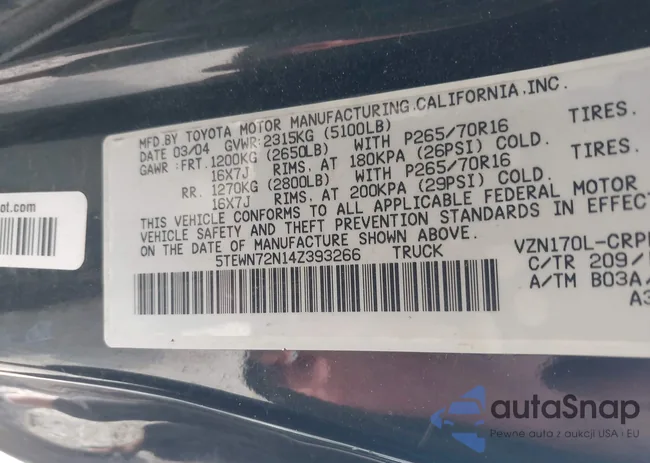 MFD.BY TOYOTA MOTOR MANUFACTURING,CALIFORNIA,INC.
DATE 03/04 GVWR:2315KG (5100LB)
GAWR:FRT.1200KG (2650LB) WITH P265/70R16 TIRES.
16X7J RIMS, AT 180KPA (26PSI) COLD.
RR. 1270KG (2800LB) WITH P265/70R16 TIRES.
16X7J RIMS, AT 200KPA (29PSI) COLD.
THIS VEHICLE CONFORMS TO ALL APPLICABLE FEDERAL MOTOR
VEHICLE SAFETY AND THEFT PREVENTION STANDARDS IN EFFECT
ON THE DATE OF MANUFACTURE SHOWN ABOVE.
5TEWN72N14Z393266 TRUCK
VZN170L-CRP
C/TR 209/
A/TM B03A/
A3
ot.com
autaSnap
Pewne auto z aukcji USA i EU